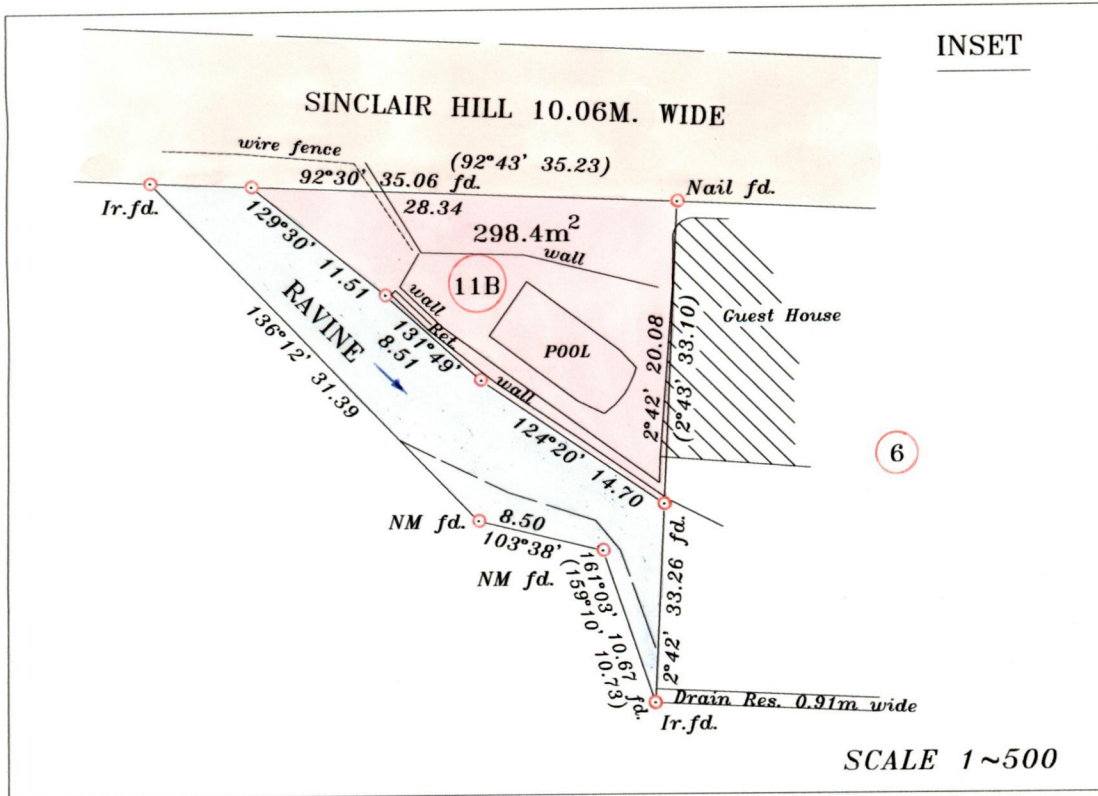 INSET
SINCLAIR HILL 10.06M. WIDE
wire fence
(92°43' 35.23)
92°30' 35.06 fd.
Nail fd.
Ir.fd.
28.34
298.4m²
wall
129°30' 11.51
11B
wall
Guest House
RAVINE
Ret.
POOL
131°49'
8.51
2°42' 20.08
(2°43' 33.10)
136°12' 31.39
wall
124°20' 14.70
6
NM fd.
8.50
103°38'
NM fd.
161°03' 10.67 fd.
(159°10' 10.73)
2°42' 33.26 fd.
Drain Res. 0.91m wide
Ir.fd.
SCALE 1~500